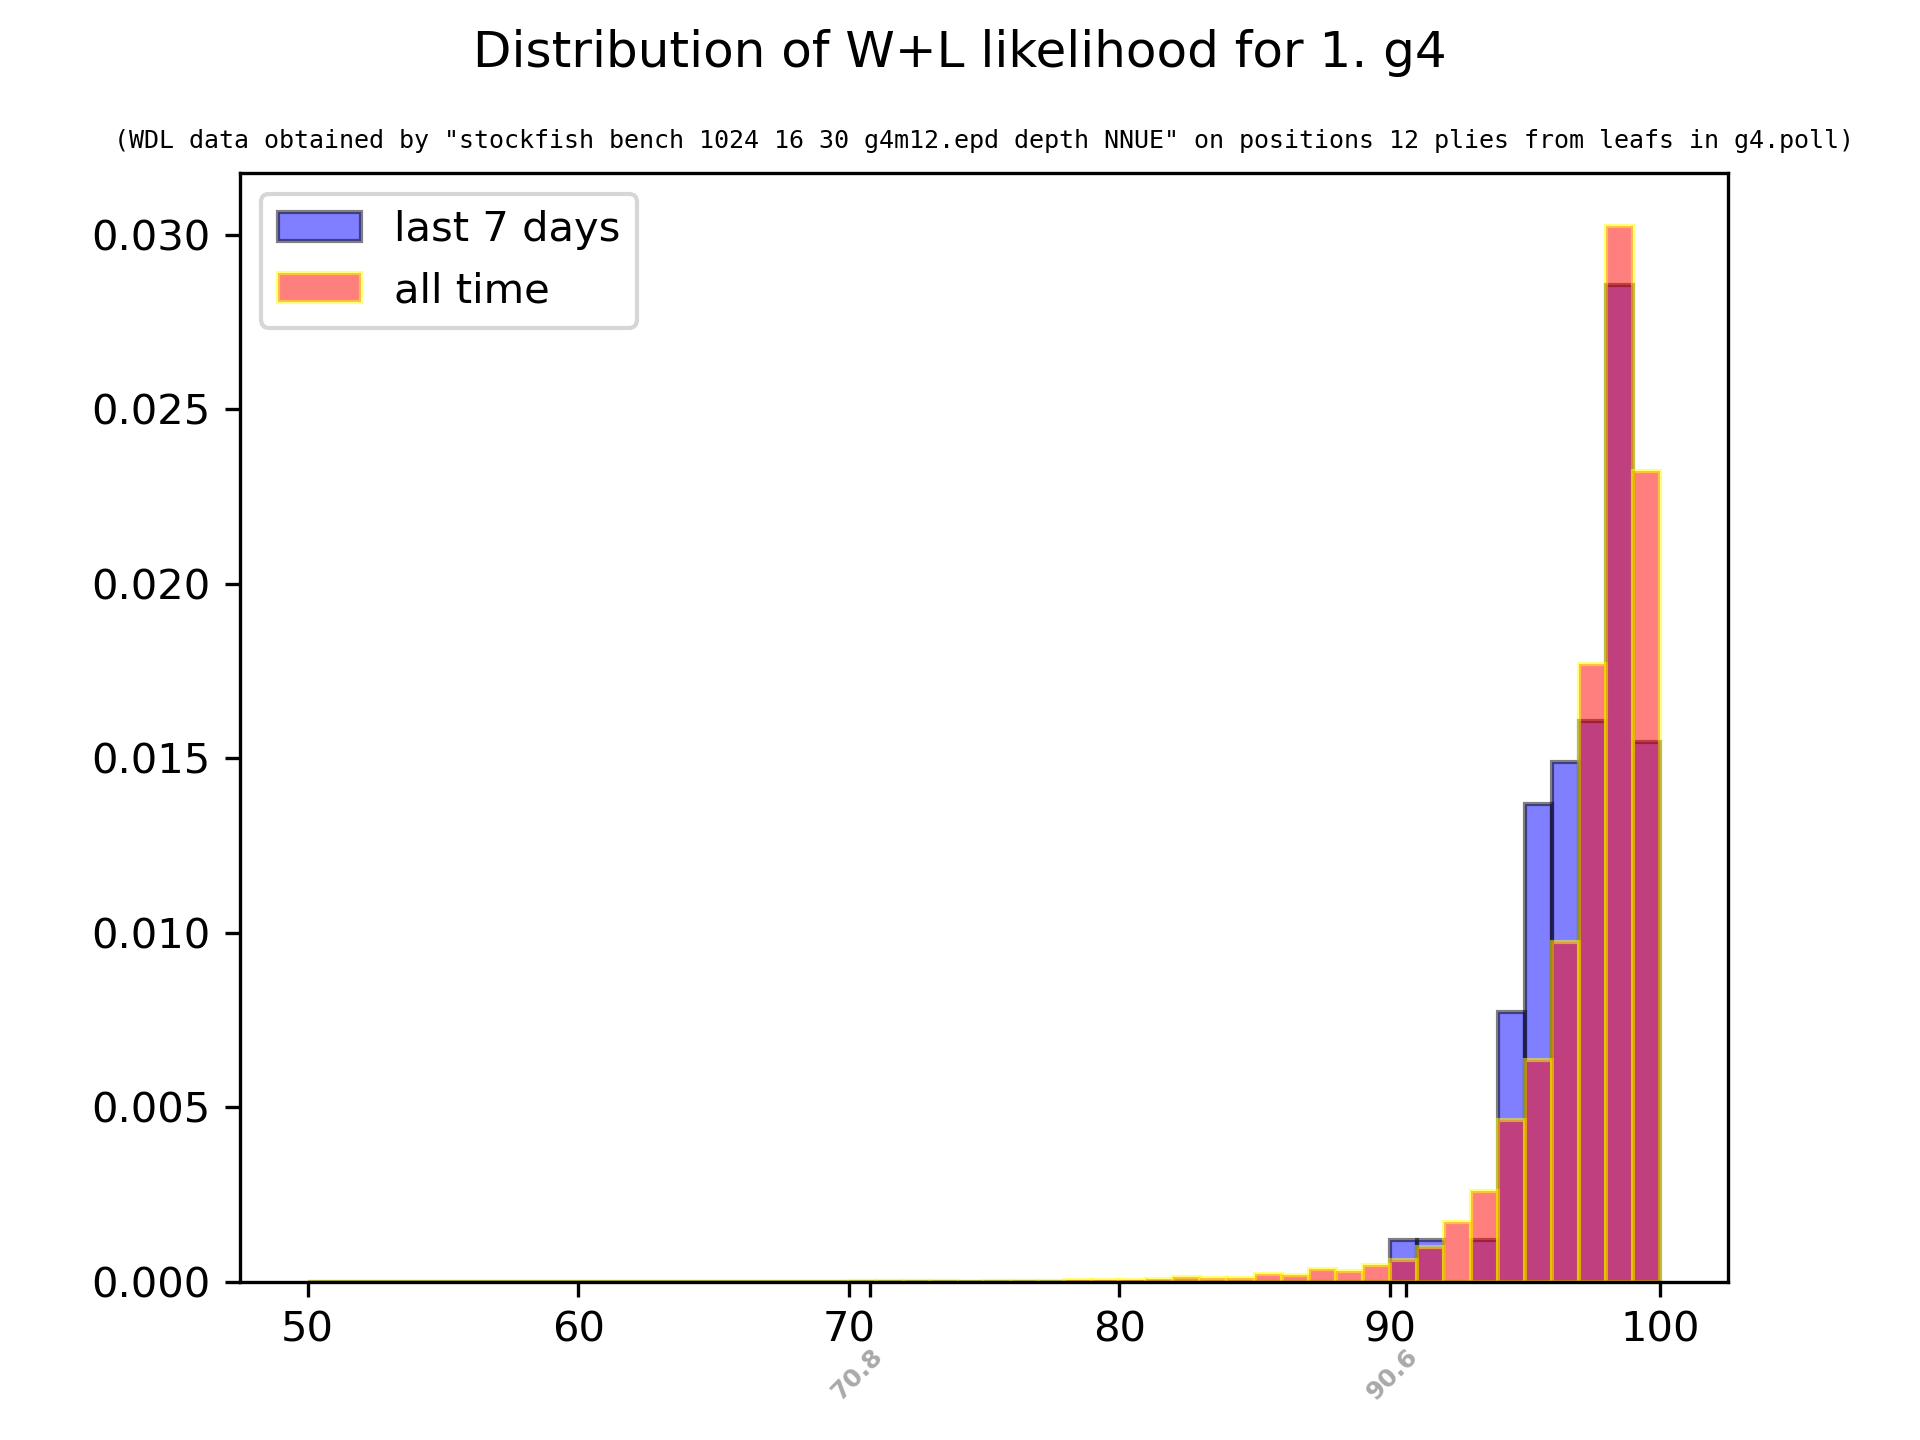 Distribution of W+L likelihood for 1. g4
(WDL data obtained by "stockfish bench 1024 16 30 g4m12.epd depth NNUE" on positions 12 plies from leafs in g4.poll)
last 7 days
all time
0.030
0.025
0.020
0.015
0.010
0.005
0.000
50 60 70 80 90 100
70.8 90.6